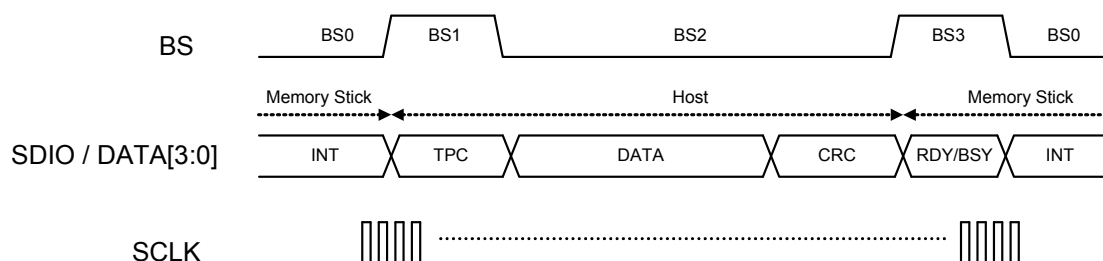 BS BS0 BS1 BS2 BS3 BS0
Memory Stick Host Memory Stick
SDIO / DATA[3:0] INT TPC DATA CRC RDY/BSY INT
SCLK